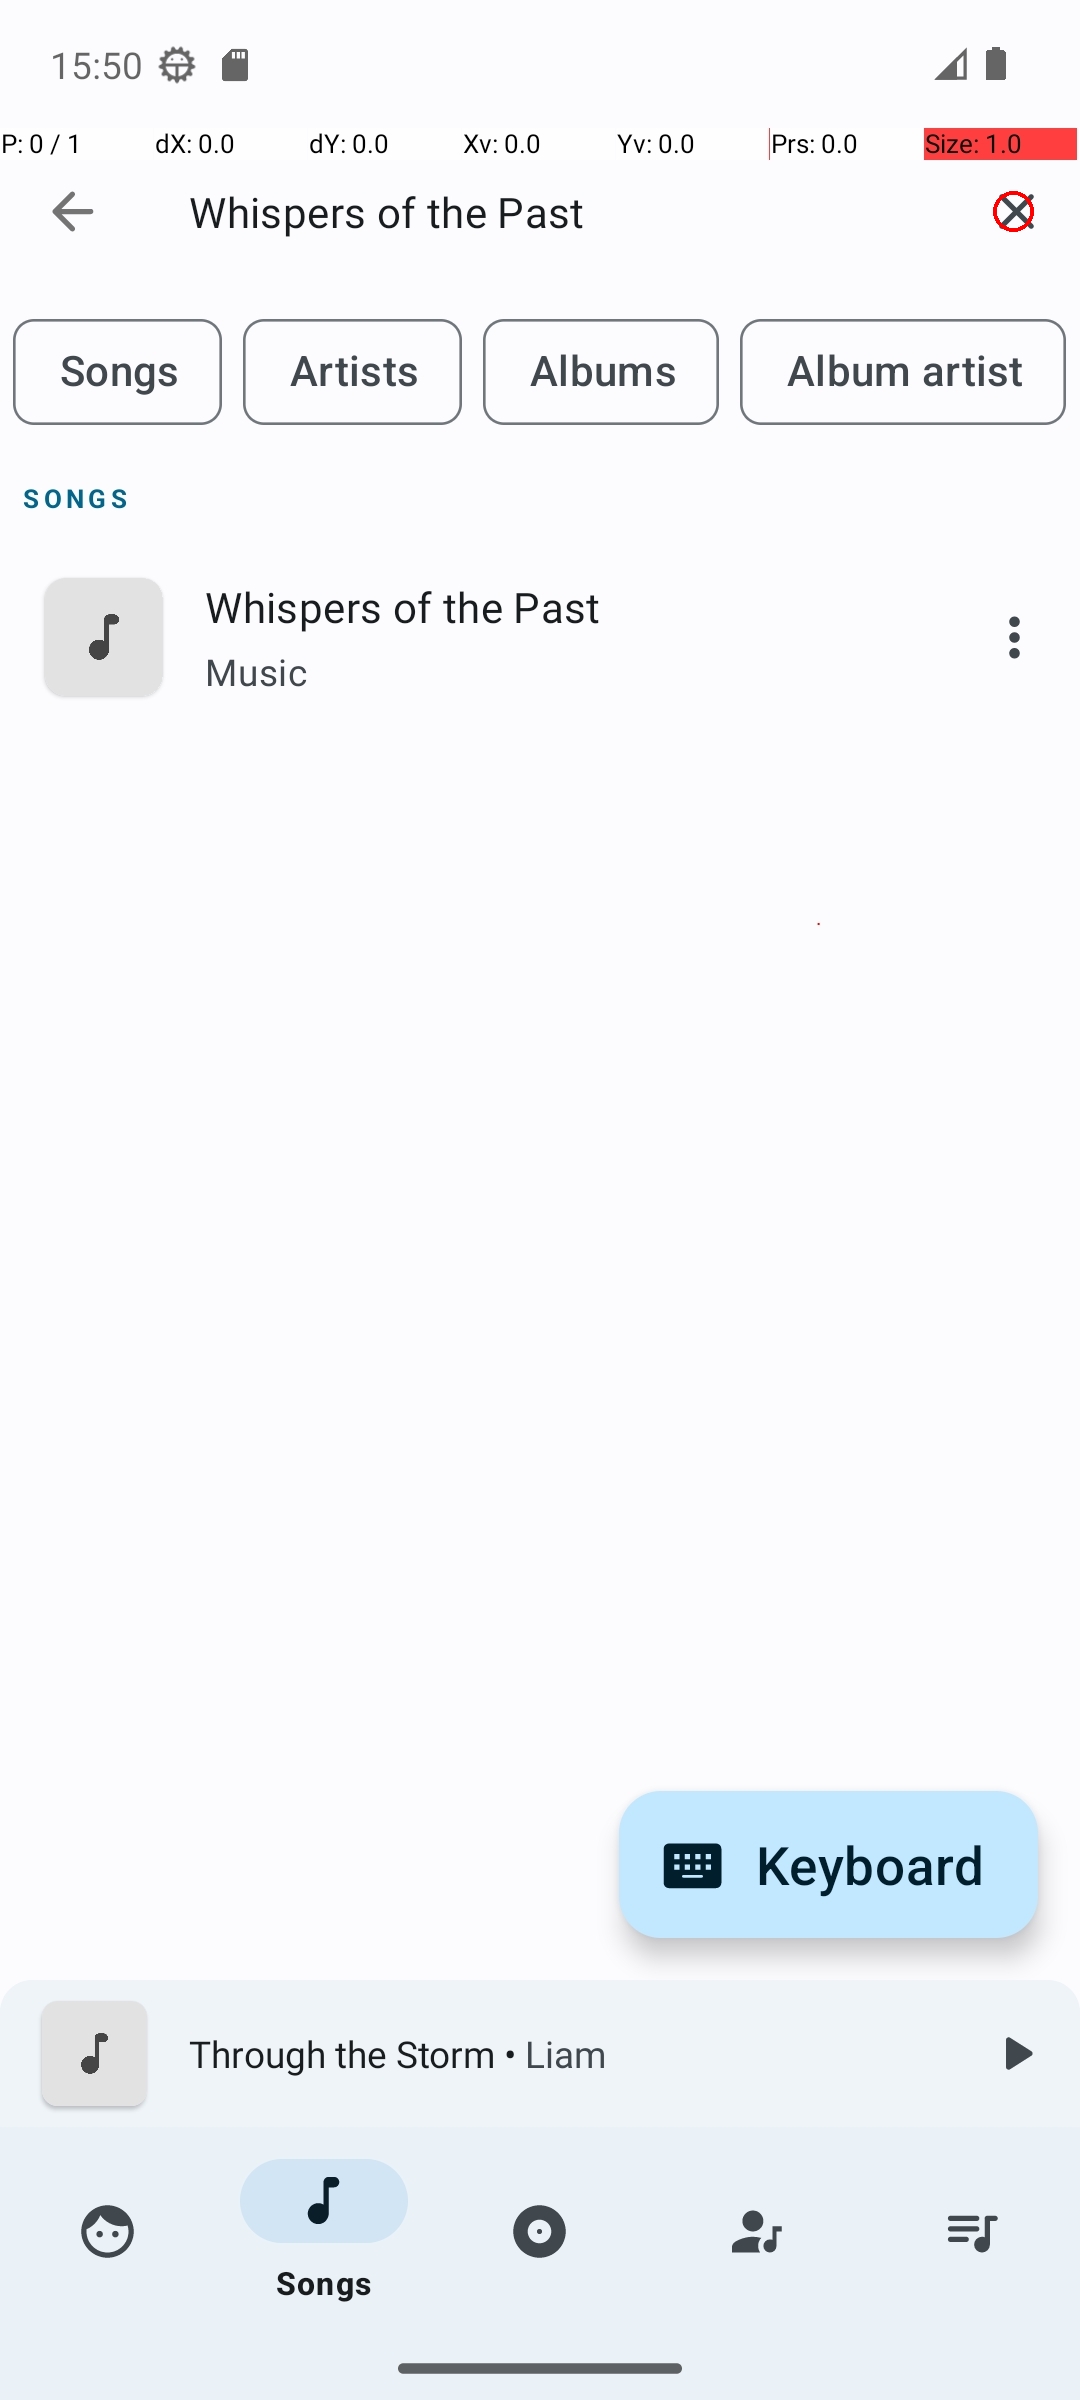 15:50
P: 0 / 1 dX: 0.0 dY: 0.0 Xv: 0.0 Yv: 0.0 Prs: 0.0 Size: 1.0
Whispers of the Past
Songs Artists Albums Album artist
SONGS
Whispers of the Past
Music
Keyboard
Through the Storm • Liam
Songs